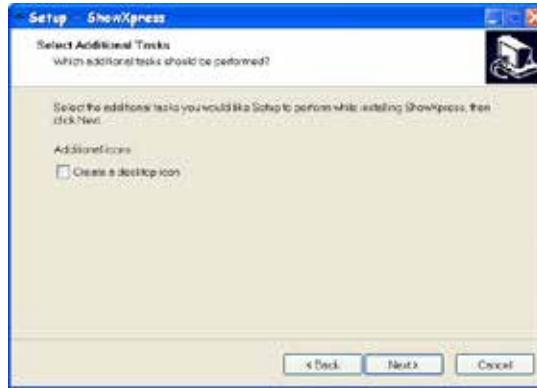 Setup - ShowXpress
Select Additional Tasks
Which additional tasks should be performed?
Select the additional tasks you would like Setup to perform while installing ShowXpress, then
click Next.
Additional icons:
Create a desktop icon
< Back
Next >
Cancel